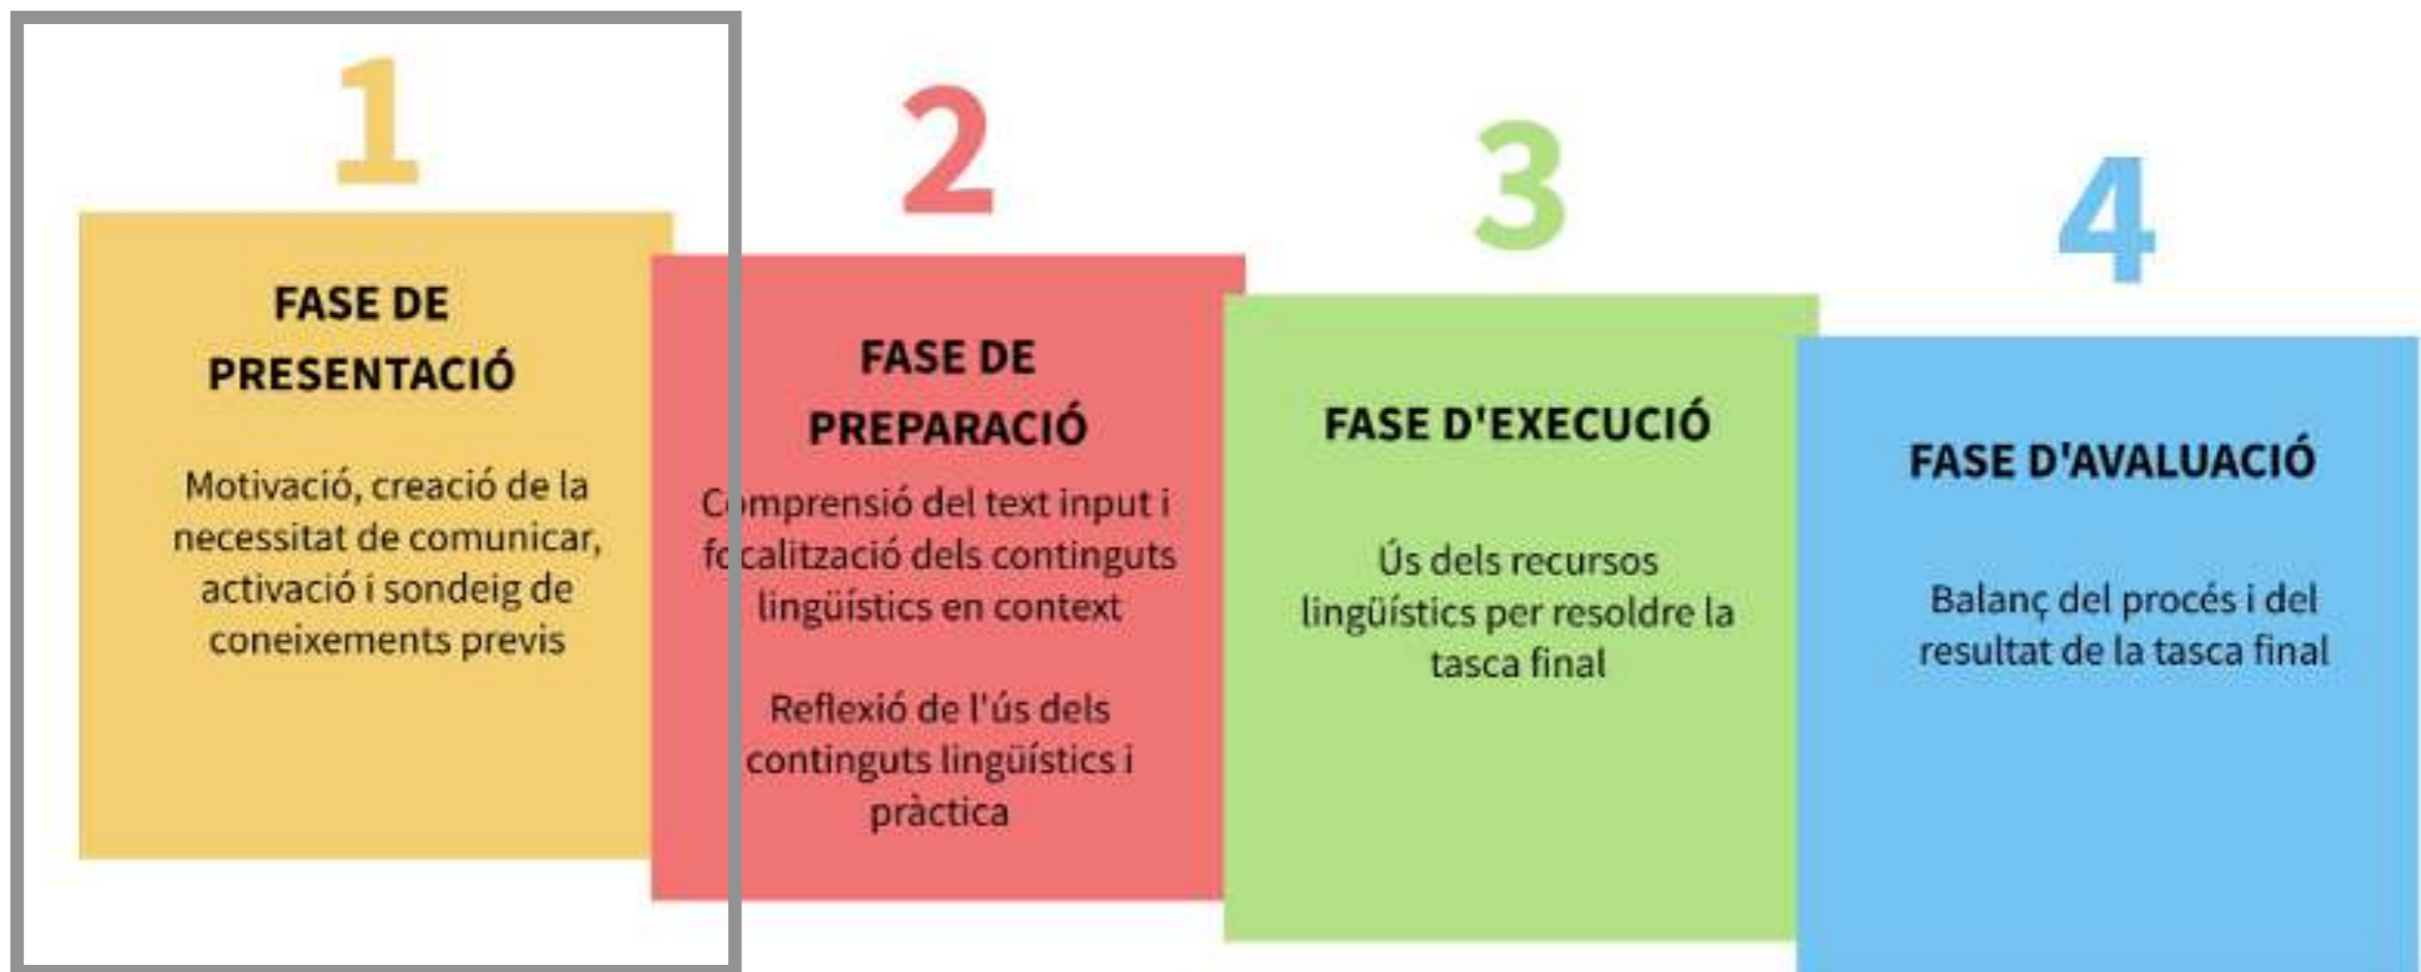 1
FASE DE
PRESENTACIÓ
Motivació, creació de la
necessitat de comunicar,
activació i sondeig de
coneixements previs
2
FASE DE
PREPARACIÓ
Comprensió del text input i
focalització dels continguts
lingüístics en context
Reflexió de l'ús dels
continguts lingüístics i
pràctica
3
FASE D'EXECUCIÓ
Ús dels recursos
lingüístics per resoldre la
tasca final
4
FASE D'AVALUACIÓ
Balanç del procés i del
resultat de la tasca final